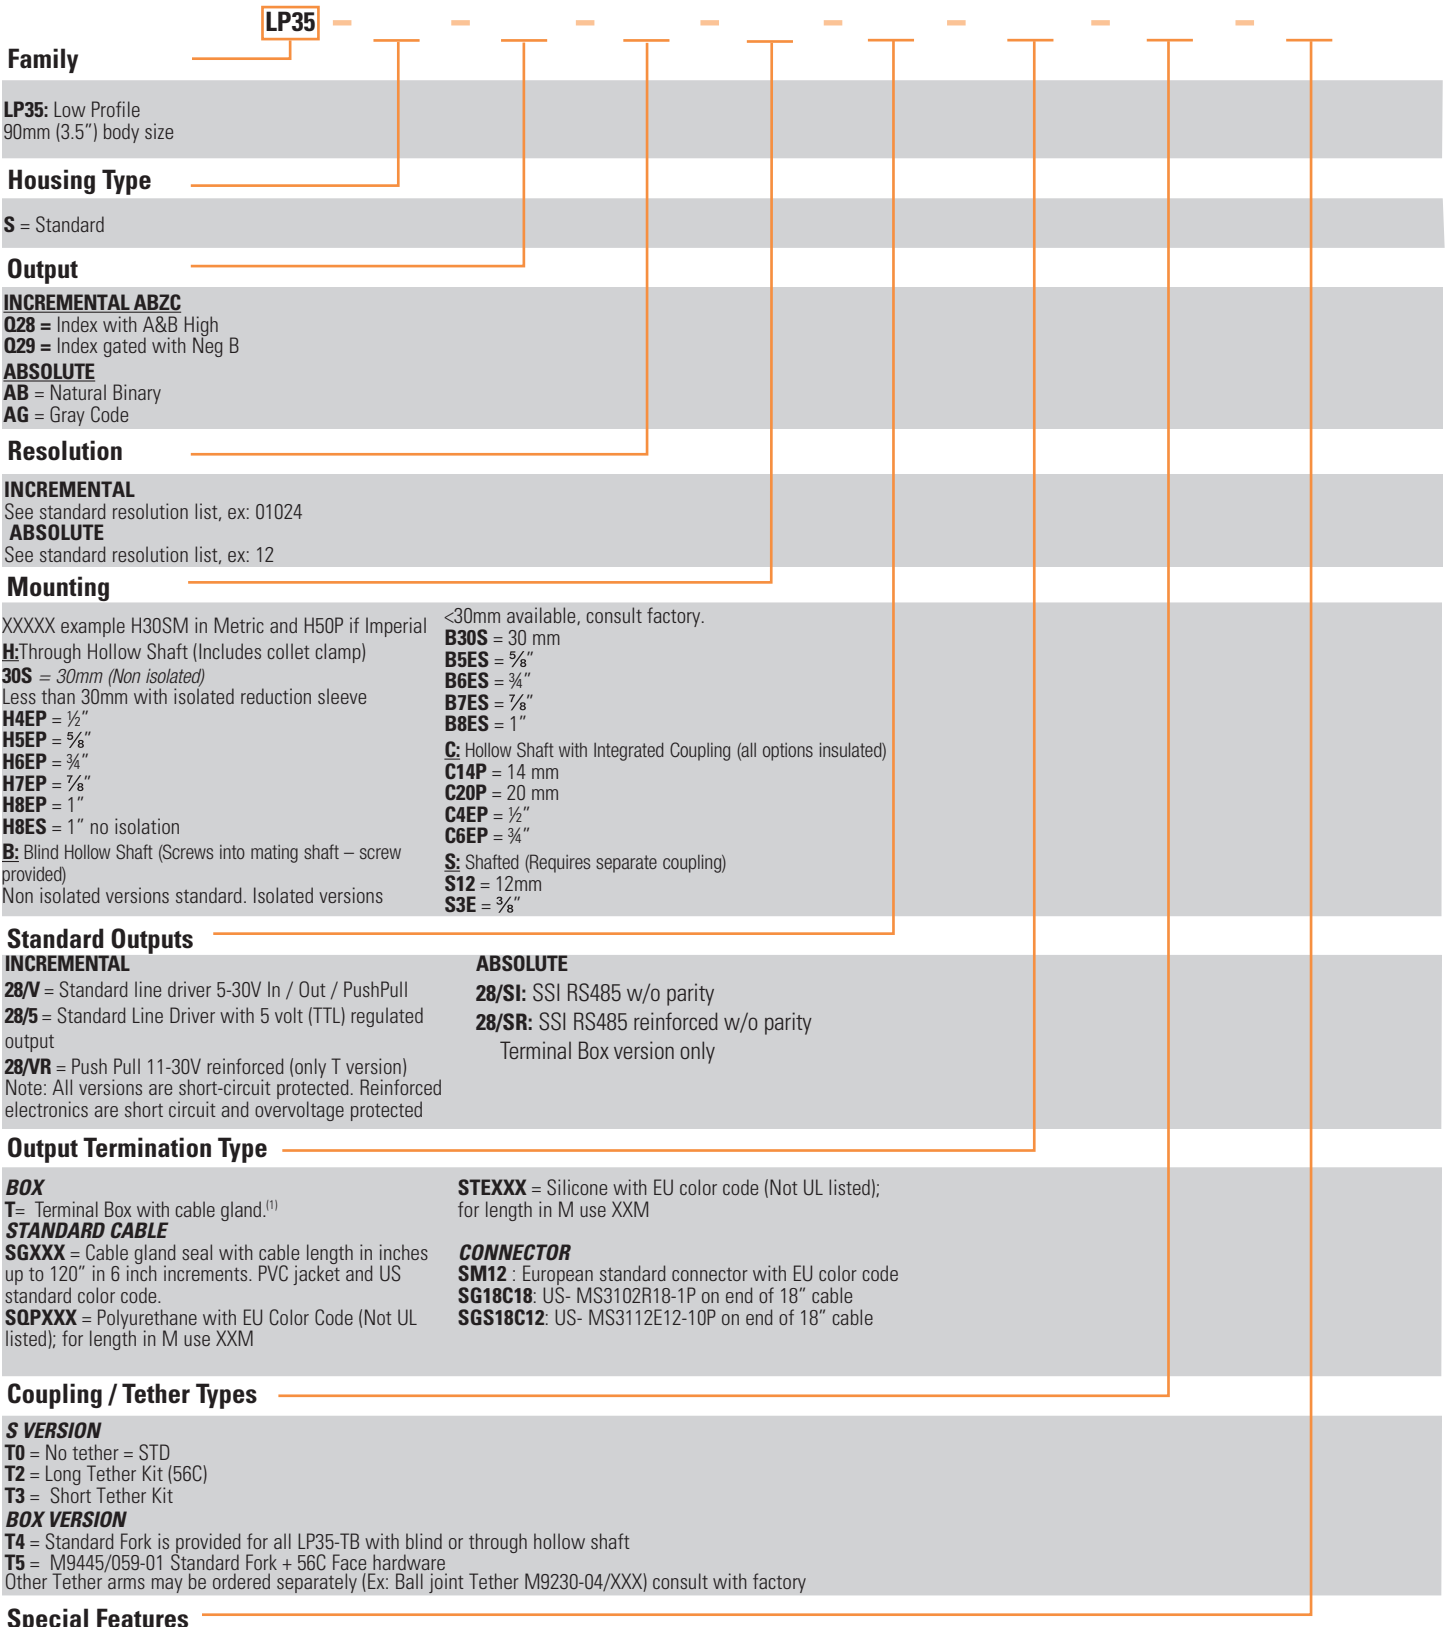 LP35 – – – – – – – –
Family
LP35: Low Profile
90mm (3.5”) body size
Housing Type
S = Standard
Output
INCREMENTAL ABZC
Q28 = Index with A&B High
Q29 = Index gated with Neg B
ABSOLUTE
AB = Natural Binary
AG = Gray Code
Resolution
INCREMENTAL
See standard resolution list, ex: 01024
ABSOLUTE
See standard resolution list, ex: 12
Mounting
XXXXX example H30SM in Metric and H50P if Imperial
H:Through Hollow Shaft (Includes collet clamp)
30S = 30mm (Non isolated)
Less than 30mm with isolated reduction sleeve
H4EP = ½”
H5EP = ⅝”
H6EP = ¾”
H7EP = ⅞”
H8EP = 1”
H8ES = 1” no isolation
B: Blind Hollow Shaft (Screws into mating shaft – screw
provided)
Non isolated versions standard. Isolated versions
<30mm available, consult factory.
B30S = 30 mm
B5ES = ⅝”
B6ES = ¾”
B7ES = ⅞”
B8ES = 1”
C: Hollow Shaft with Integrated Coupling (all options insulated)
C14P = 14 mm
C20P = 20 mm
C4EP = ½”
C6EP = ¾”
S: Shafted (Requires separate coupling)
S12 = 12mm
S3E = ⅜”
Standard Outputs
INCREMENTAL
28/V = Standard line driver 5-30V In / Out / PushPull
28/5 = Standard Line Driver with 5 volt (TTL) regulated
output
28/VR = Push Pull 11-30V reinforced (only T version)
Note: All versions are short-circuit protected. Reinforced
electronics are short circuit and overvoltage protected
ABSOLUTE
28/SI: SSI RS485 w/o parity
28/SR: SSI RS485 reinforced w/o parity
Terminal Box version only
Output Termination Type
BOX
T= Terminal Box with cable gland.(1)
STANDARD CABLE
SGXXX = Cable gland seal with cable length in inches
up to 120” in 6 inch increments. PVC jacket and US
standard color code.
SQPXXX = Polyurethane with EU Color Code (Not UL
listed); for length in M use XXM
STEXXX = Silicone with EU color code (Not UL listed);
for length in M use XXM
CONNECTOR
SM12 : European standard connector with EU color code
SG18C18: US- MS3102R18-1P on end of 18” cable
SGS18C12: US- MS3112E12-10P on end of 18” cable
Coupling / Tether Types
S VERSION
T0 = No tether = STD
T2 = Long Tether Kit (56C)
T3 = Short Tether Kit
BOX VERSION
T4 = Standard Fork is provided for all LP35-TB with blind or through hollow shaft
T5 = M9445/059-01 Standard Fork + 56C Face hardware
Other Tether arms may be ordered separately (Ex: Ball joint Tether M9230-04/XXX) consult with factory
Special Features